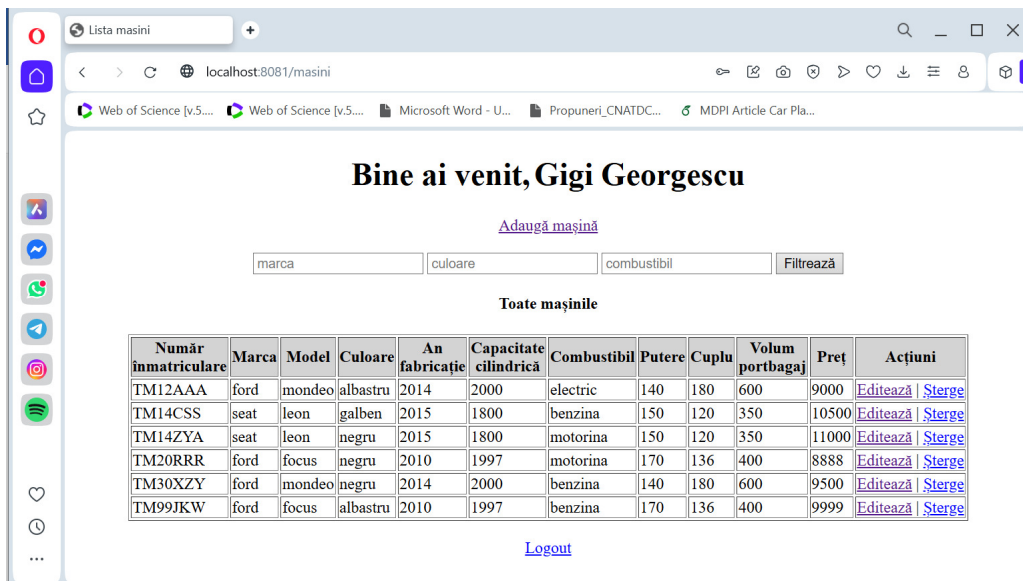 Lista masini
localhost:8081/masini
Web of Science [v.5.... Web of Science [v.5.... Microsoft Word - U... Propuneri_CNATDC... MDPI Article Car Pla...
Bine ai venit, Gigi Georgescu
Adaugă mașină
marca culoare combustibil Filtrează
Toate mașinile
Număr înmatriculare Marca Model Culoare An fabricație Capacitate cilindrică Combustibil Putere Cuplu Volum portbagaj Preț Acțiuni
TM12AAA ford mondeo albastru 2014 2000 electric 140 180 600 9000 Editează | Șterge
TM14CSS seat leon galben 2015 1800 benzina 150 120 350 10500 Editează | Șterge
TM14ZYA seat leon negru 2015 1800 motorina 150 120 350 11000 Editează | Șterge
TM20RRR ford focus negru 2010 1997 motorina 170 136 400 8888 Editează | Șterge
TM30XZY ford mondeo negru 2014 2000 benzina 140 180 600 9500 Editează | Șterge
TM99JKW ford focus albastru 2010 1997 benzina 170 136 400 9999 Editează | Șterge
Logout